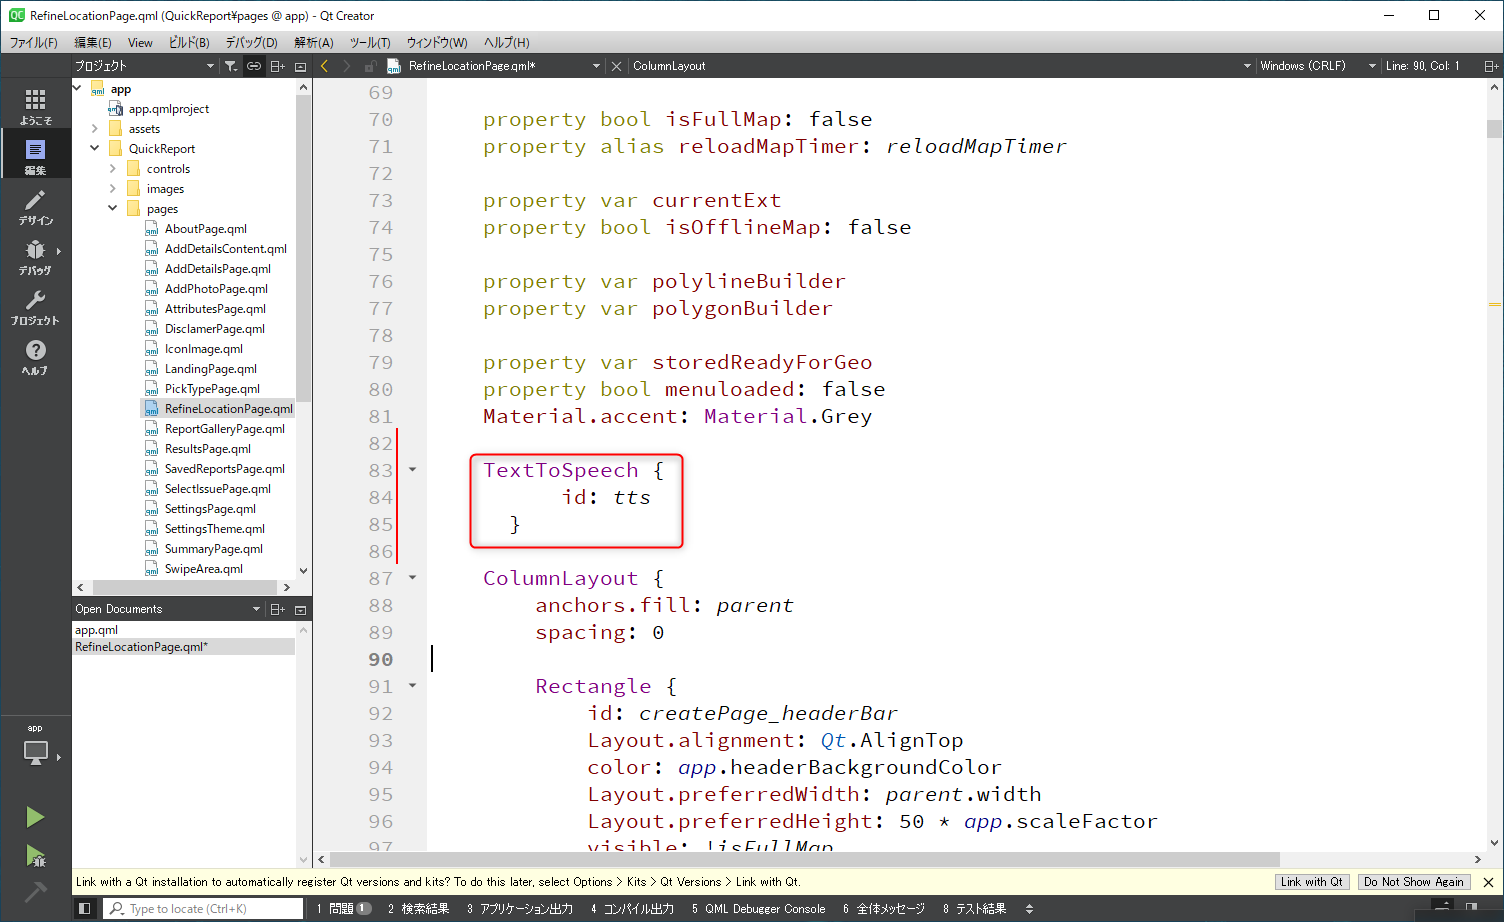 RefineLocationPage.qml (QuickReport¥pages @ app) - Qt Creator
ファイル(F) 編集(E) View ビルド(B) デバッグ(D) 解析(A) ツール(T) ウィンドウ(W) ヘルプ(H)
プロジェクト
RefineLocationPage.qml* ColumnLayout Windows (CRLF) Line: 90, Col: 1
ようこそ
編集
デザイン
デバッグ
プロジェクト
ヘルプ
app
app.qmlproject
assets
QuickReport
controls
images
pages
AboutPage.qml
AddDetailsContent.qml
AddDetailsPage.qml
AddPhotoPage.qml
AttributesPage.qml
DisclamerPage.qml
IconImage.qml
LandingPage.qml
PickTypePage.qml
RefineLocationPage.qml
ReportGalleryPage.qml
ResultsPage.qml
SavedReportsPage.qml
SelectIssuePage.qml
SettingsPage.qml
SettingsTheme.qml
SummaryPage.qml
SwipeArea.qml
Open Documents
app.qml
RefineLocationPage.qml*
app
69
70 property bool isFullMap: false
71 property alias reloadMapTimer: reloadMapTimer
72
73 property var currentExt
74 property bool isOfflineMap: false
75
76 property var polylineBuilder
77 property var polygonBuilder
78
79 property var storedReadyForGeo
80 property bool menuloaded: false
81 Material.accent: Material.Grey
82
83 TextToSpeech {
84 id: tts
85 }
86
87 ColumnLayout {
88 anchors.fill: parent
89 spacing: 0
90
91 Rectangle {
92 id: createPage_headerBar
93 Layout.alignment: Qt.AlignTop
94 color: app.headerBackgroundColor
95 Layout.preferredWidth: parent.width
96 Layout.preferredHeight: 50 * app.scaleFactor
97 visible: !isFullMap
Link with a Qt installation to automatically register Qt versions and kits? To do this later, select Options > Kits > Qt Versions > Link with Qt. Link with Qt Do Not Show Again
Type to locate (Ctrl+K) 1 問題 1 2 検索結果 3 アプリケーション出力 4 コンパイル出力 5 QML Debugger Console 6 全体メッセージ 8 テスト結果